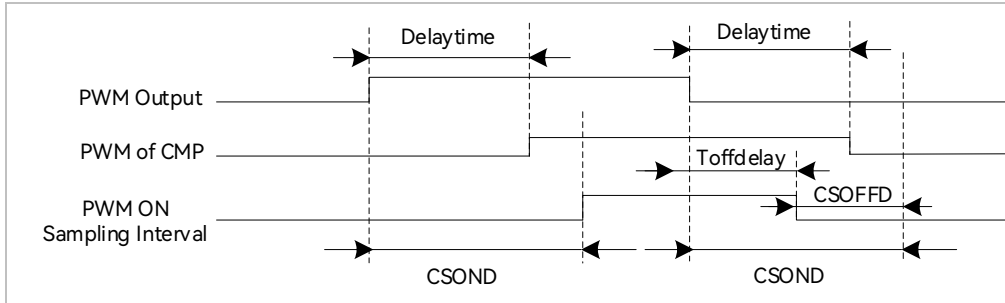 Delaytime
Delaytime
PWM Output
PWM of CMP
Toffdelay
PWM ON
Sampling Interval
CSOFFD
CSOND
CSOND